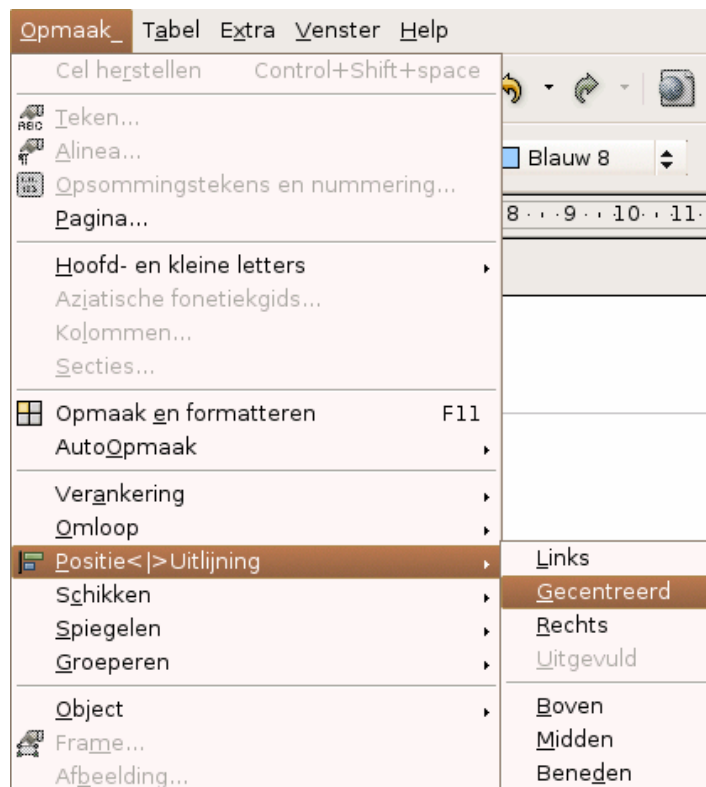 Opmaak_ Tabel Extra Venster Help
Cel herstellen Control+Shift+space
Teken...
Alinea...
Opsommingstekens en nummering...
Pagina...
Hoofd- en kleine letters
Aziatische fonetiekgids...
Kolommen...
Secties...
Opmaak en formatteren F11
AutoOpmaak
Verankering
Omloop
Positie<|>Uitlijning
Schikken
Spiegelen
Groeperen
Object
Frame...
Afbeelding...
Blauw 8
8 9 10 11
Links
Gecentreerd
Rechts
Uitgevuld
Boven
Midden
Beneden